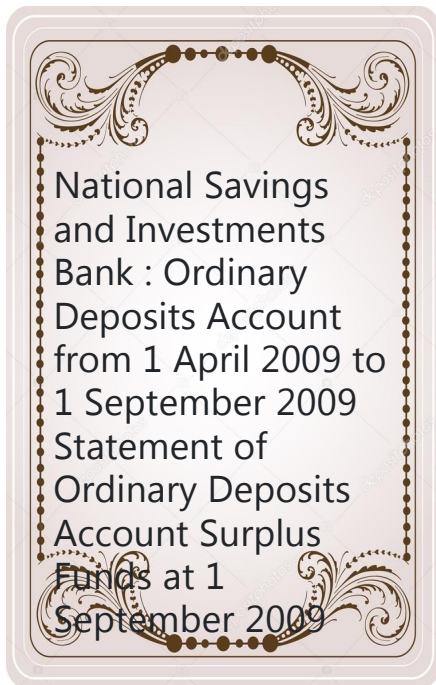 National Savings
and Investments
Bank : Ordinary
Deposits Account
from 1 April 2009 to
1 September 2009
Statement of
Ordinary Deposits
Account Surplus
Funds at 1
September 2009